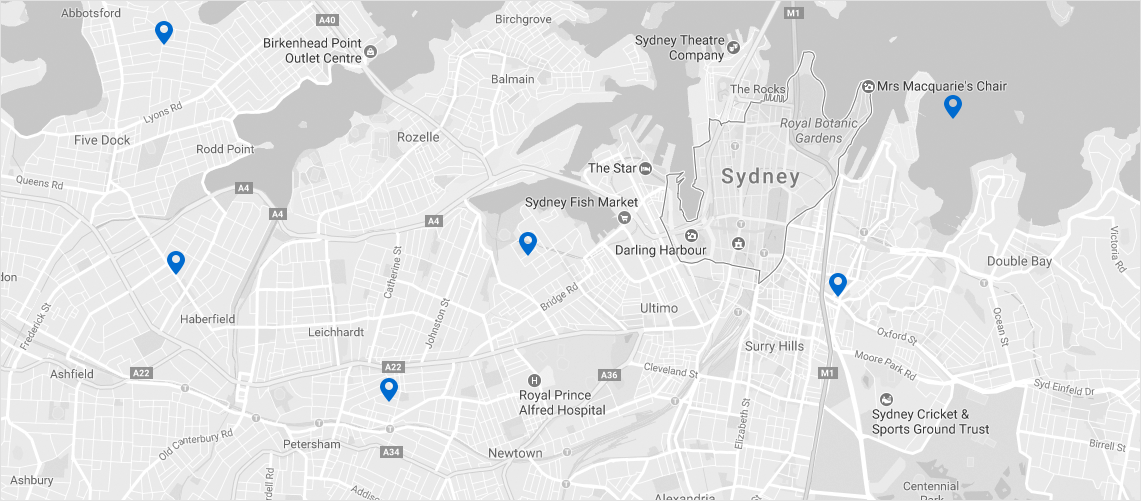 Abbotsford
A40
Birchgrove
M1
Birkenhead Point
Outlet Centre
Sydney Theatre
Company
Balmain
The Rocks
Mrs Macquarie's Chair
Lyons Rd
Five Dock
Rodd Point
Rozelle
Royal Botanic
Gardens
The Star
Sydney
Queens Rd
A4
A4
A4
Sydney Fish Market
Darling Harbour
Victoria Rd
Double Bay
don
Catherine St
Johnston St
Bridge Rd
Ultimo
Frederick St
Haberfield
Leichhardt
Oxford St
Ocean St
Surry Hills
Moore Park Rd
Ashfield
A22
A22
A36
Cleveland St
M1
Syd Einfeld Dr
Royal Prince
Alfred Hospital
Elizabeth St
Sydney Cricket &
Sports Ground Trust
Old Canterbury Rd
Petersham
A34
Newtown
Birrell St
Ashbury
rdell Rd
Addiso
Alexandria
Centennial
Park